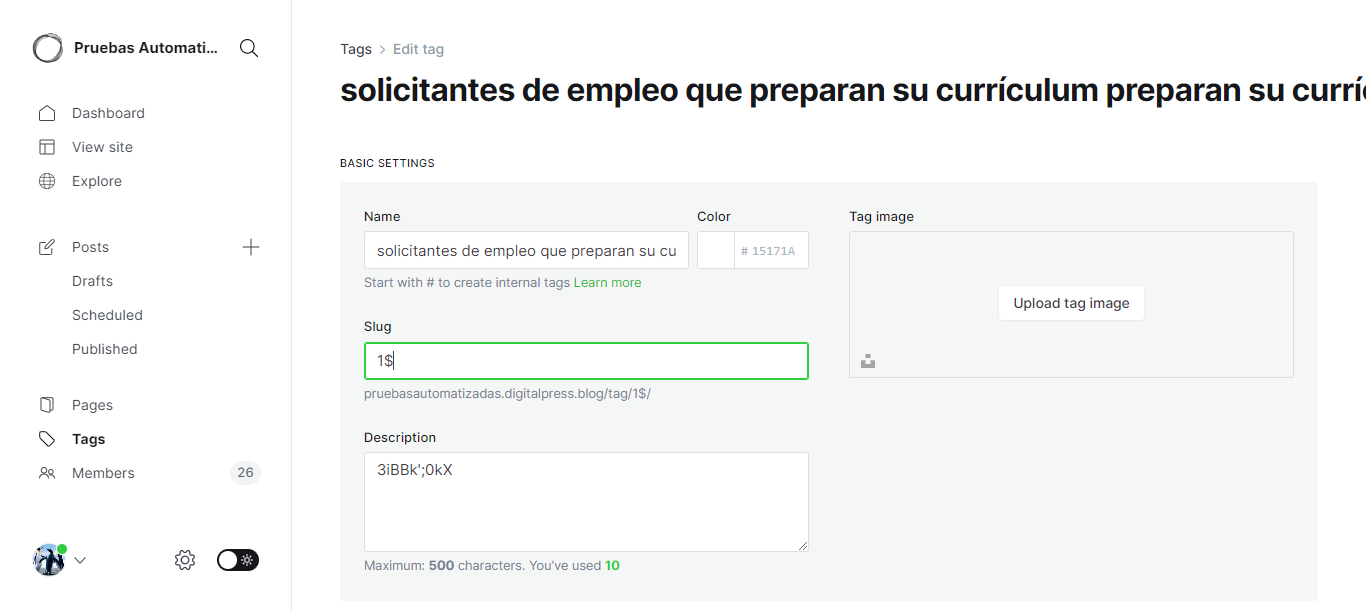 Pruebas Automati...
Dashboard
View site
Explore
Posts
Drafts
Scheduled
Published
Pages
Tags
Members 26
Tags > Edit tag
solicitantes de empleo que preparan su currículum preparan su currí
BASIC SETTINGS
Name
solicitantes de empleo que preparan su cu
Start with # to create internal tags Learn more
Color
# 15171A
Slug
1$
pruebasautomatizadas.digitalpress.blog/tag/1$/
Description
3iBBk';0kX
Maximum: 500 characters. You've used 10
Tag image
Upload tag image